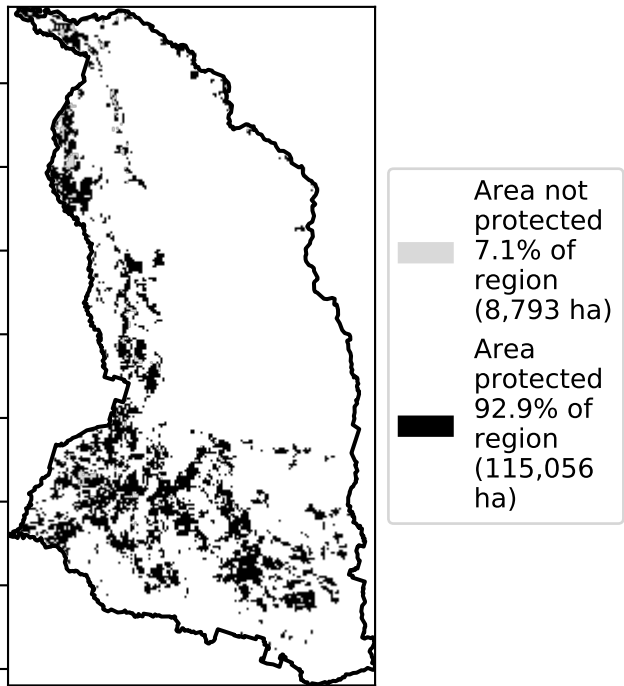 Area not
protected
7.1% of
region
(8,793 ha)
Area
protected
92.9% of
region
(115,056
ha)